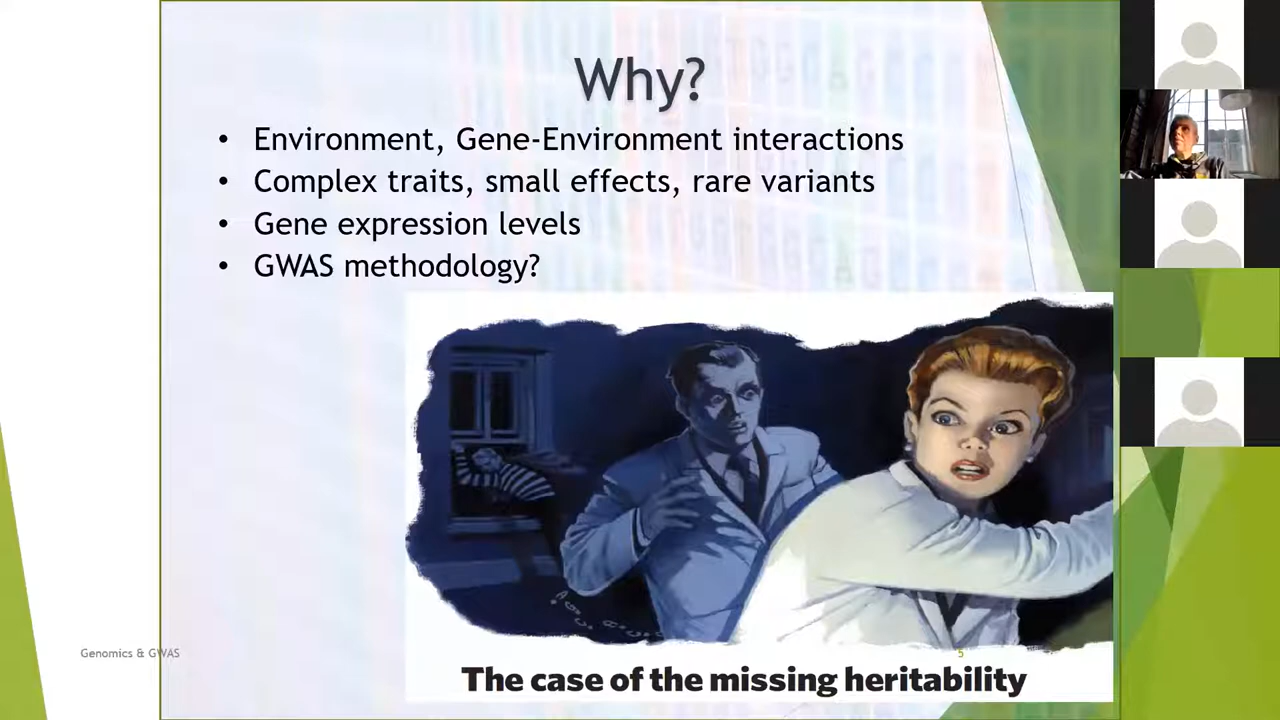 Why?
• Environment, Gene-Environment interactions
• Complex traits, small effects, rare variants
• Gene expression levels
• GWAS methodology?
The case of the missing heritability
Genomics & GWAS
5